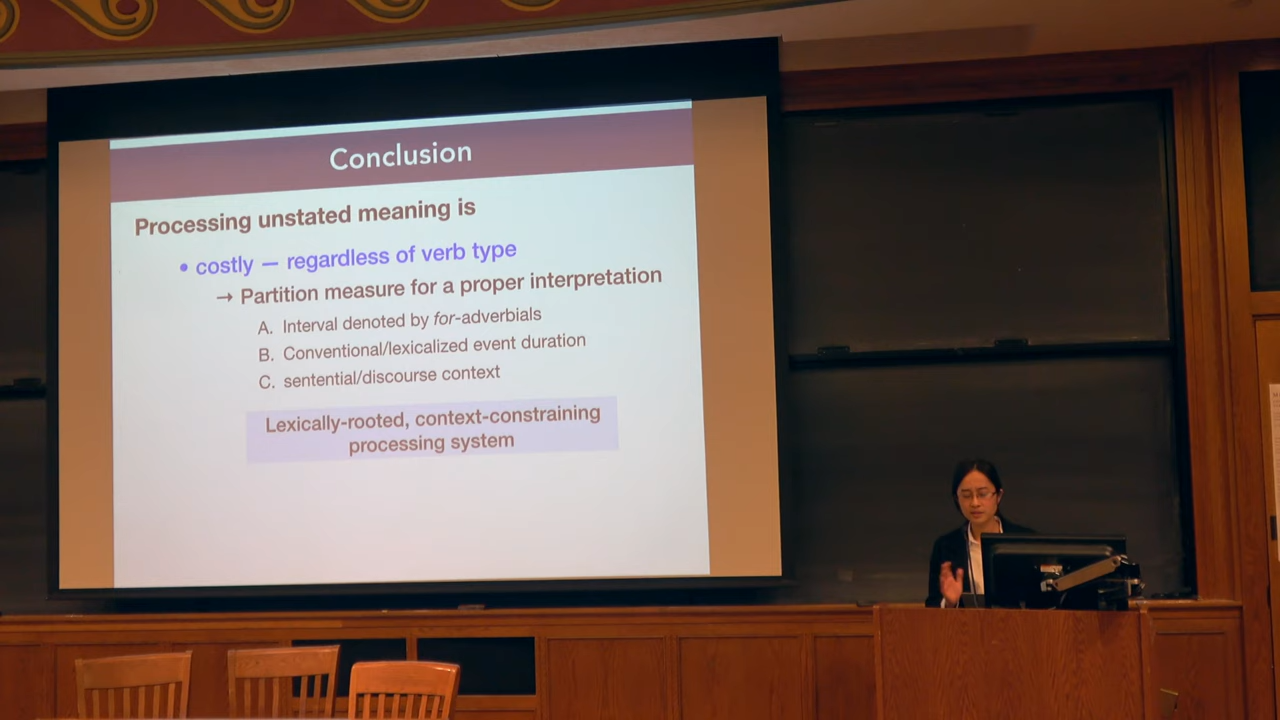 Conclusion
Processing unstated meaning is
• costly — regardless of verb type
→ Partition measure for a proper interpretation
A. Interval denoted by for-adverbials
B. Conventional/lexicalized event duration
C. sentential/discourse context
Lexically-rooted, context-constraining
processing system